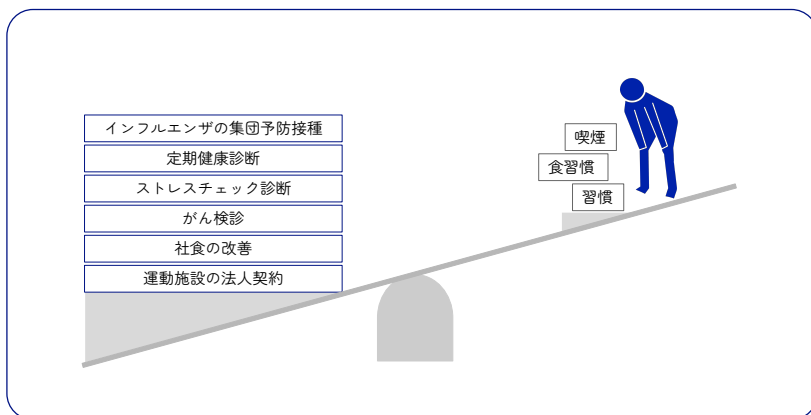 インフルエンザの集団予防接種
定期健康診断
ストレスチェック診断
がん検診
社食の改善
運動施設の法人契約
喫煙
食習慣
習慣